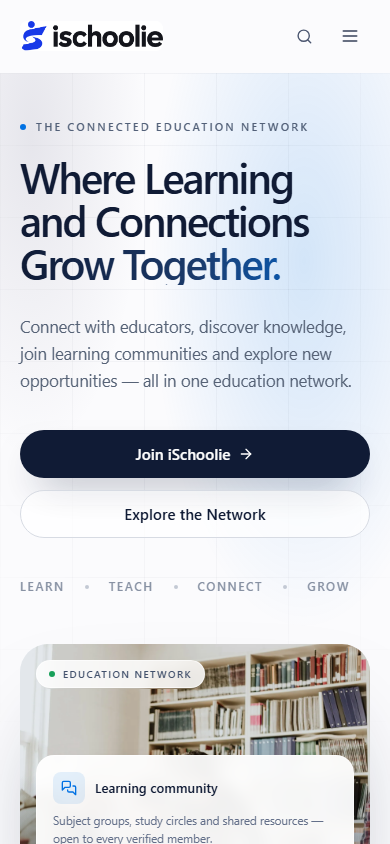 ischoolie
THE CONNECTED EDUCATION NETWORK
Where Learning
and Connections
Grow Together.
Connect with educators, discover knowledge,
join learning communities and explore new
opportunities — all in one education network.
Join iSchoolie →
Explore the Network
LEARN • TEACH • CONNECT • GROW
EDUCATION NETWORK
Learning community
Subject groups, study circles and shared resources —
open to every verified member.